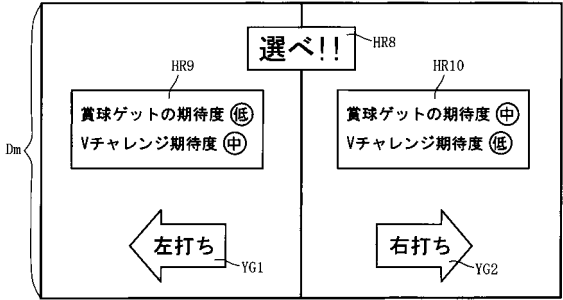 選べ!!
HR8
HR9
HR10
賞球ゲットの期待度 低
Vチャレンジ期待度 中
賞球ゲットの期待度 中
Vチャレンジ期待度 低
Dm
左打ち
YG1
右打ち
YG2